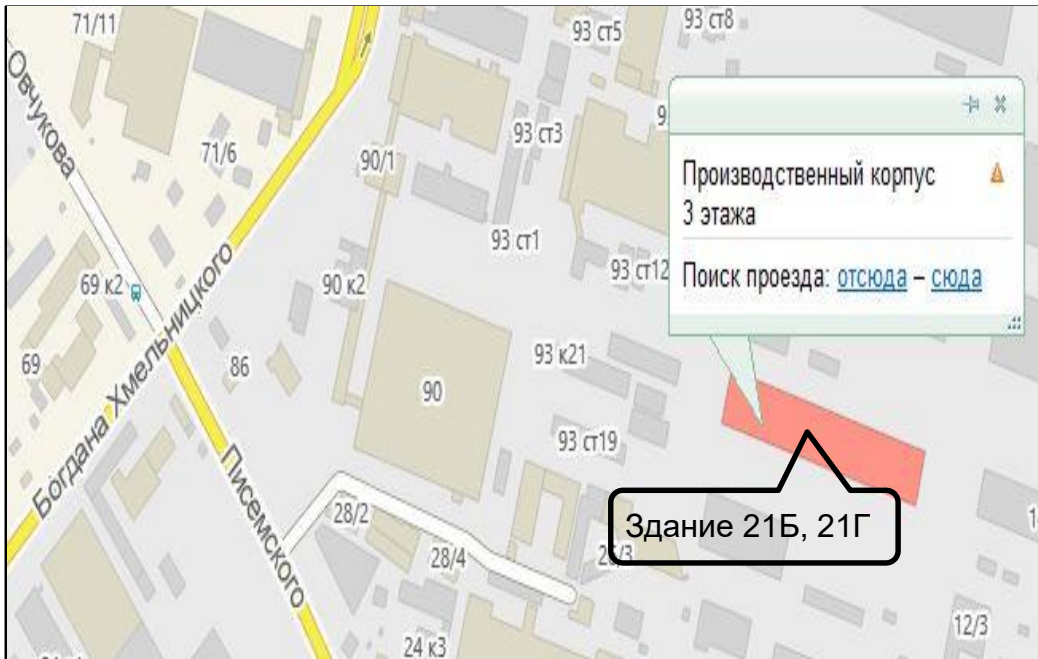 71/11
93 ст5
93 ст8
Овчукова
71/6
90/1
93 ст3
Производственный корпус
3 этажа
Поиск проезда: отсюда – сюда
93 ст1
93 ст12
69 к2
90 к2
Богдана Хмельницкого
69
86
90
93 к21
93 ст19
Писемского
28/2
Здание 21Б, 21Г
28/4
26/3
24 к3
12/3